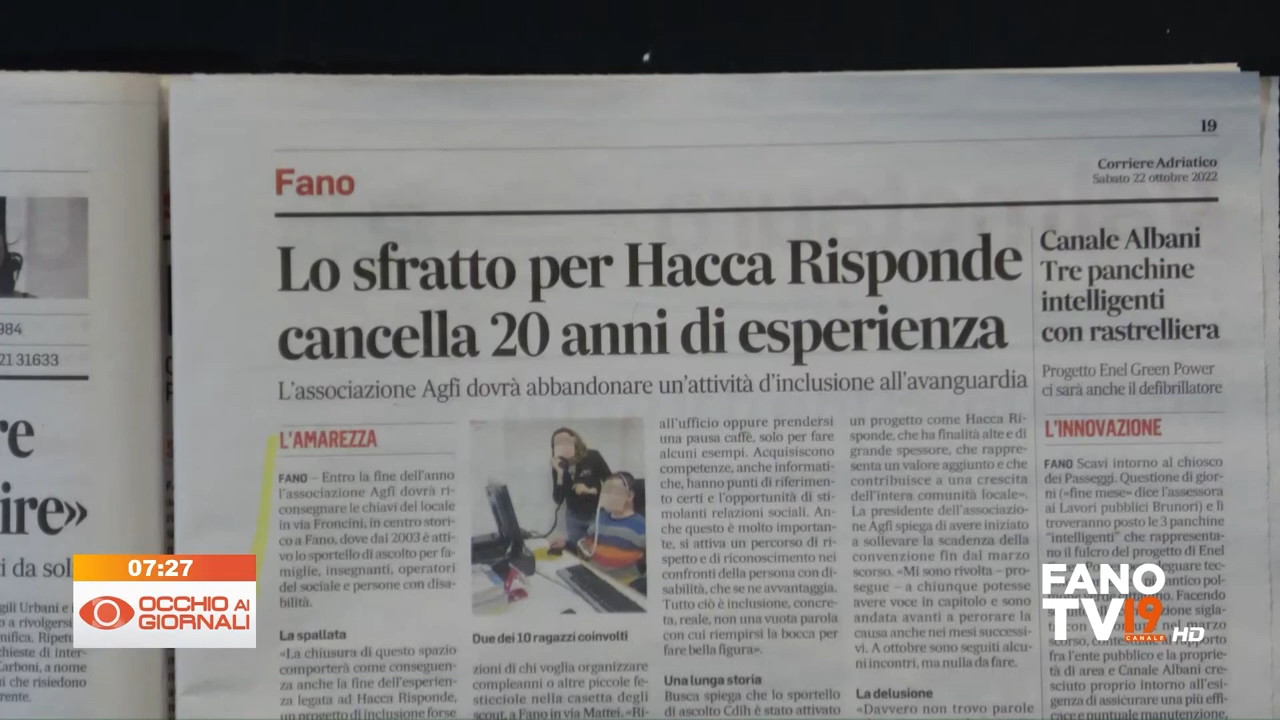 19
Corriere Adriatico
Sabato 22 ottobre 2022
Fano
Lo sfratto per Hacca Risponde
cancella 20 anni di esperienza
L'associazione Agfi dovrà abbandonare un'attività d'inclusione all'avanguardia
L'AMAREZZA
FANO – Entro la fine dell'anno
l'associazione Agfi dovrà ri-
consegnare le chiavi del locale
in via Froncini, in centro stori-
co a Fano, dove dal 2003 è atti-
vo lo sportello di ascolto per fa-
miglie, insegnanti, operatori
del sociale e persone con disa-
bilità.
La spallata
«La chiusura di questo spazio
comporterà come conseguen-
za anche la fine dell'esperien-
za legata ad Hacca Risponde,
un progetto di inclusione forse
Due dei 10 ragazzi coinvolti
zioni di chi voglia organizzare
compleanni o altre piccole fe-
sticciole nella casetta degli
scout, a Fano in via Mattei. «Ri-
all'ufficio oppure prendersi
una pausa caffè, solo per fare
alcuni esempi. Acquisiscono
competenze, anche informati-
che, hanno punti di riferimen-
to certi e l'opportunità di sti-
molanti relazioni sociali. An-
che questo è molto importan-
te, si attiva un percorso di ri-
spetto e di riconoscimento nei
confronti della persona con di-
sabilità, che se ne avvantaggia.
Tutto ciò è inclusione, concre-
ta, reale, non una vuota parola
con cui riempirsi la bocca per
fare bella figura».
Una lunga storia
Busca spiega che lo sportello
di ascolto Cdih è stato attivato
un progetto come Hacca Ri-
sponde, che ha finalità alte e di
grande spessore, che rappre-
senta un valore aggiunto e che
contribuisce a una crescita
dell'intera comunità locale».
La presidente dell'associazio-
ne Agfi spiega di avere iniziato
a sollevare la scadenza della
convenzione fin dal marzo
scorso. «Mi sono rivolta – pro-
segue – a chiunque potesse
avere voce in capitolo e sono
andata avanti a perorare la
causa anche nei mesi successi-
vi. A ottobre sono seguiti alcu-
ni incontri, ma nulla da fare.
La delusione
«Davvero non trovo parole
Canale Albani
Tre panchine
intelligenti
con rastrelliera
Progetto Enel Green Power
ci sarà anche il defibrillatore
L'INNOVAZIONE
FANO Scavi intorno al chiosco
dei Passeggi. Questione di gior-
ni («fine mese» dice l'assessora
ai Lavori pubblici Brunori) e lì
troveranno posto le 3 panchine
"intelligenti" che rappresenta-
no il fulcro del progetto di Enel
fra l'ente pubblico e la proprie-
tà di area e Canale Albani cre-
sciuto proprio intorno all'esi-
genza di assicurare una più effi-
984
21 31633
re
ire»
i da sol
07:27
OCCHIO AI
GIORNALI
FANO
TV19
CANALE
HD